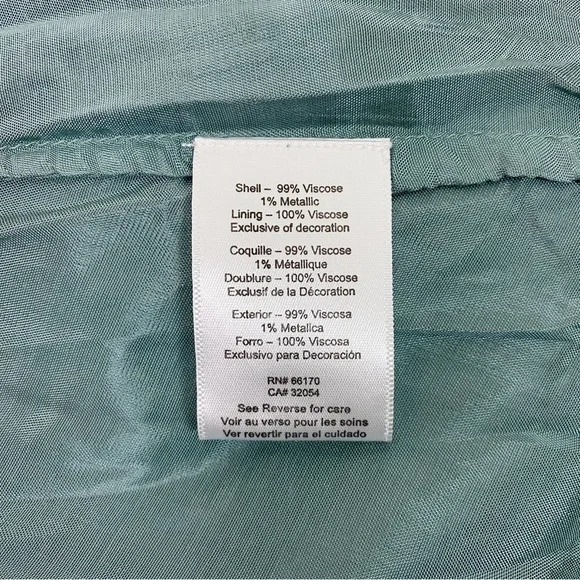 Shell – 99% Viscose
1% Metallic
Lining – 100% Viscose
Exclusive of decoration
Coquille – 99% Viscose
1% Métallique
Doublure – 100% Viscose
Exclusif de la Décoration
Exterior – 99% Viscosa
1% Metalica
Forro – 100% Viscosa
Exclusivo para Decoración
RN# 66170
CA# 32054
See Reverse for care
Voir au verso pour les soins
Ver revertir para el cuidado